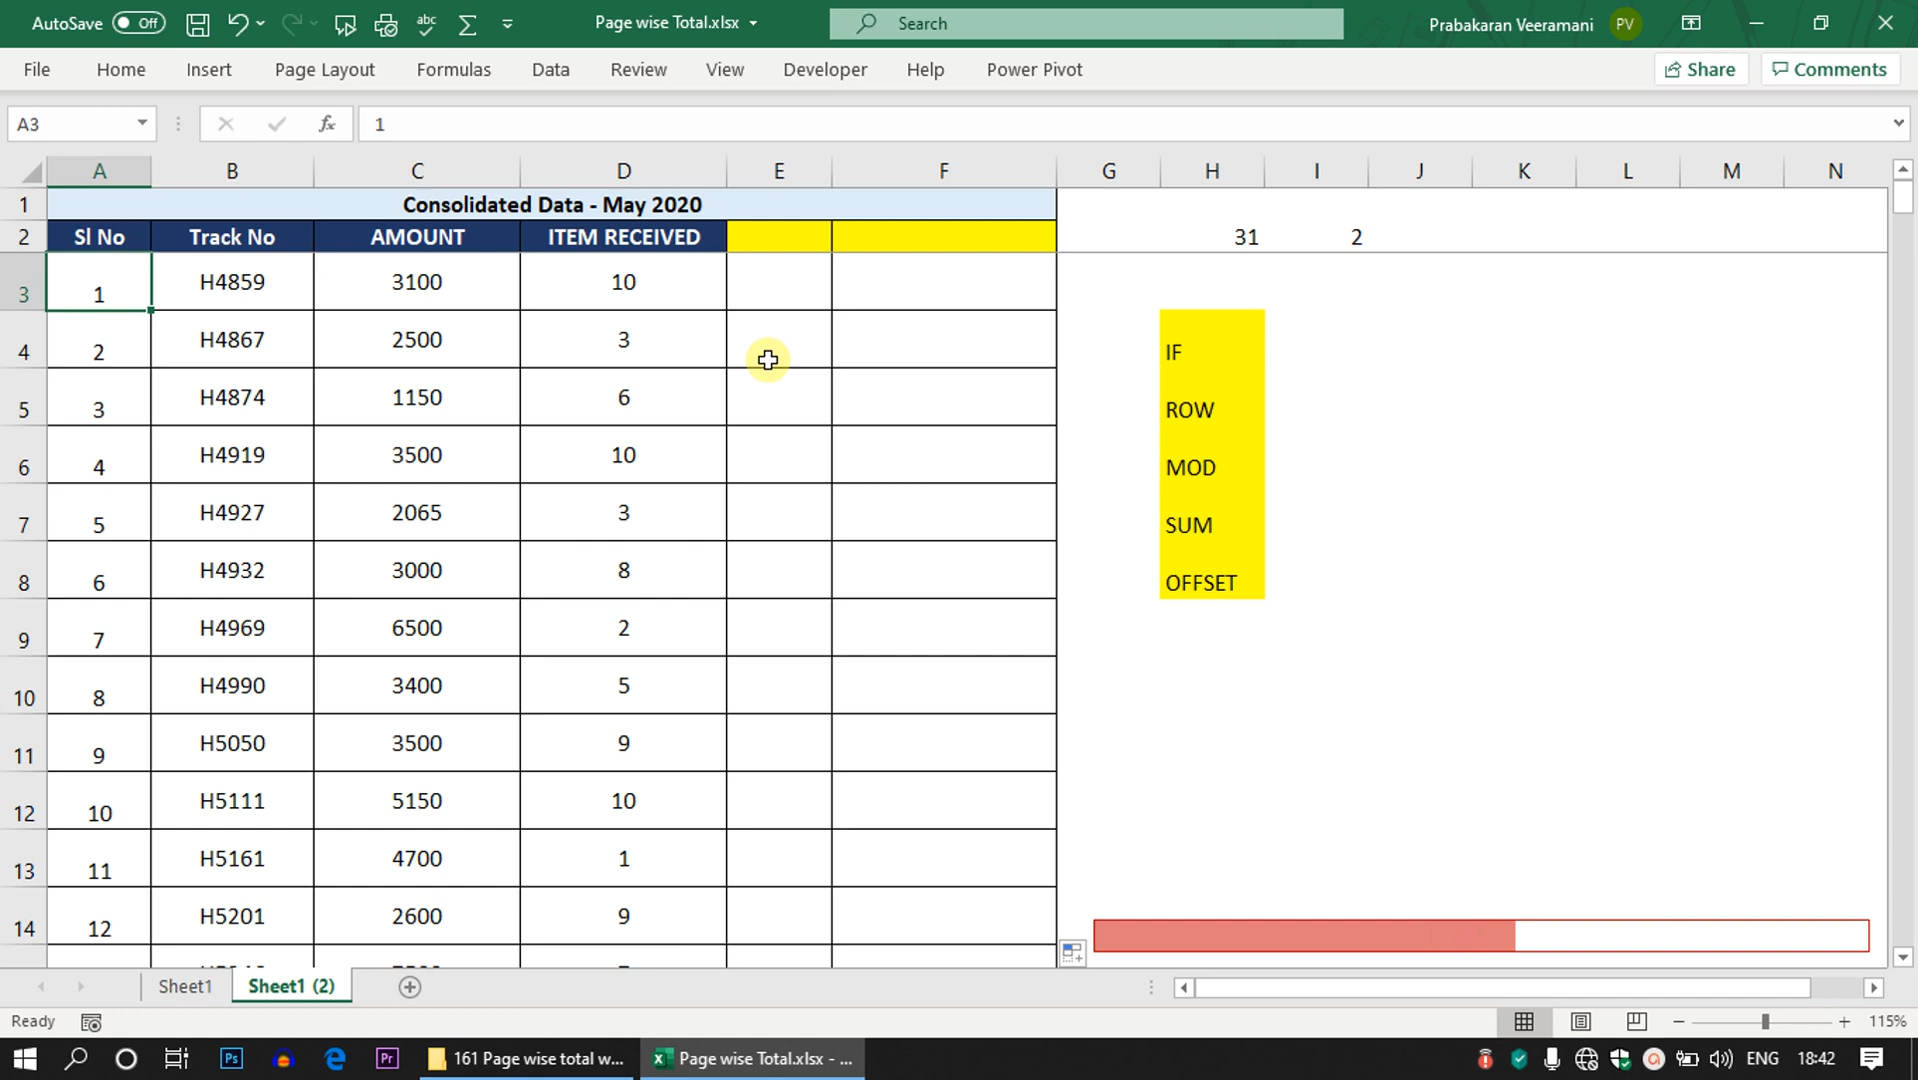 AutoSave Off abc Page wise Total.xlsx Search Prabakaran Veeramani PV
File Home Insert Page Layout Formulas Data Review View Developer Help Power Pivot Share Comments
A3 fx 1
A B C D E F G H I J K L M N
1 Consolidated Data - May 2020
2 Sl No Track No AMOUNT ITEM RECEIVED 31 2
3 1 H4859 3100 10
4 2 H4867 2500 3 IF
5 3 H4874 1150 6 ROW
6 4 H4919 3500 10 MOD
7 5 H4927 2065 3 SUM
8 6 H4932 3000 8 OFFSET
9 7 H4969 6500 2
10 8 H4990 3400 5
11 9 H5050 3500 9
12 10 H5111 5150 10
13 11 H5161 4700 1
14 12 H5201 2600 9
Sheet1 Sheet1 (2)
Ready 115%
Ps Pr 161 Page wise total w... Page wise Total.xlsx - ... ENG 18:42